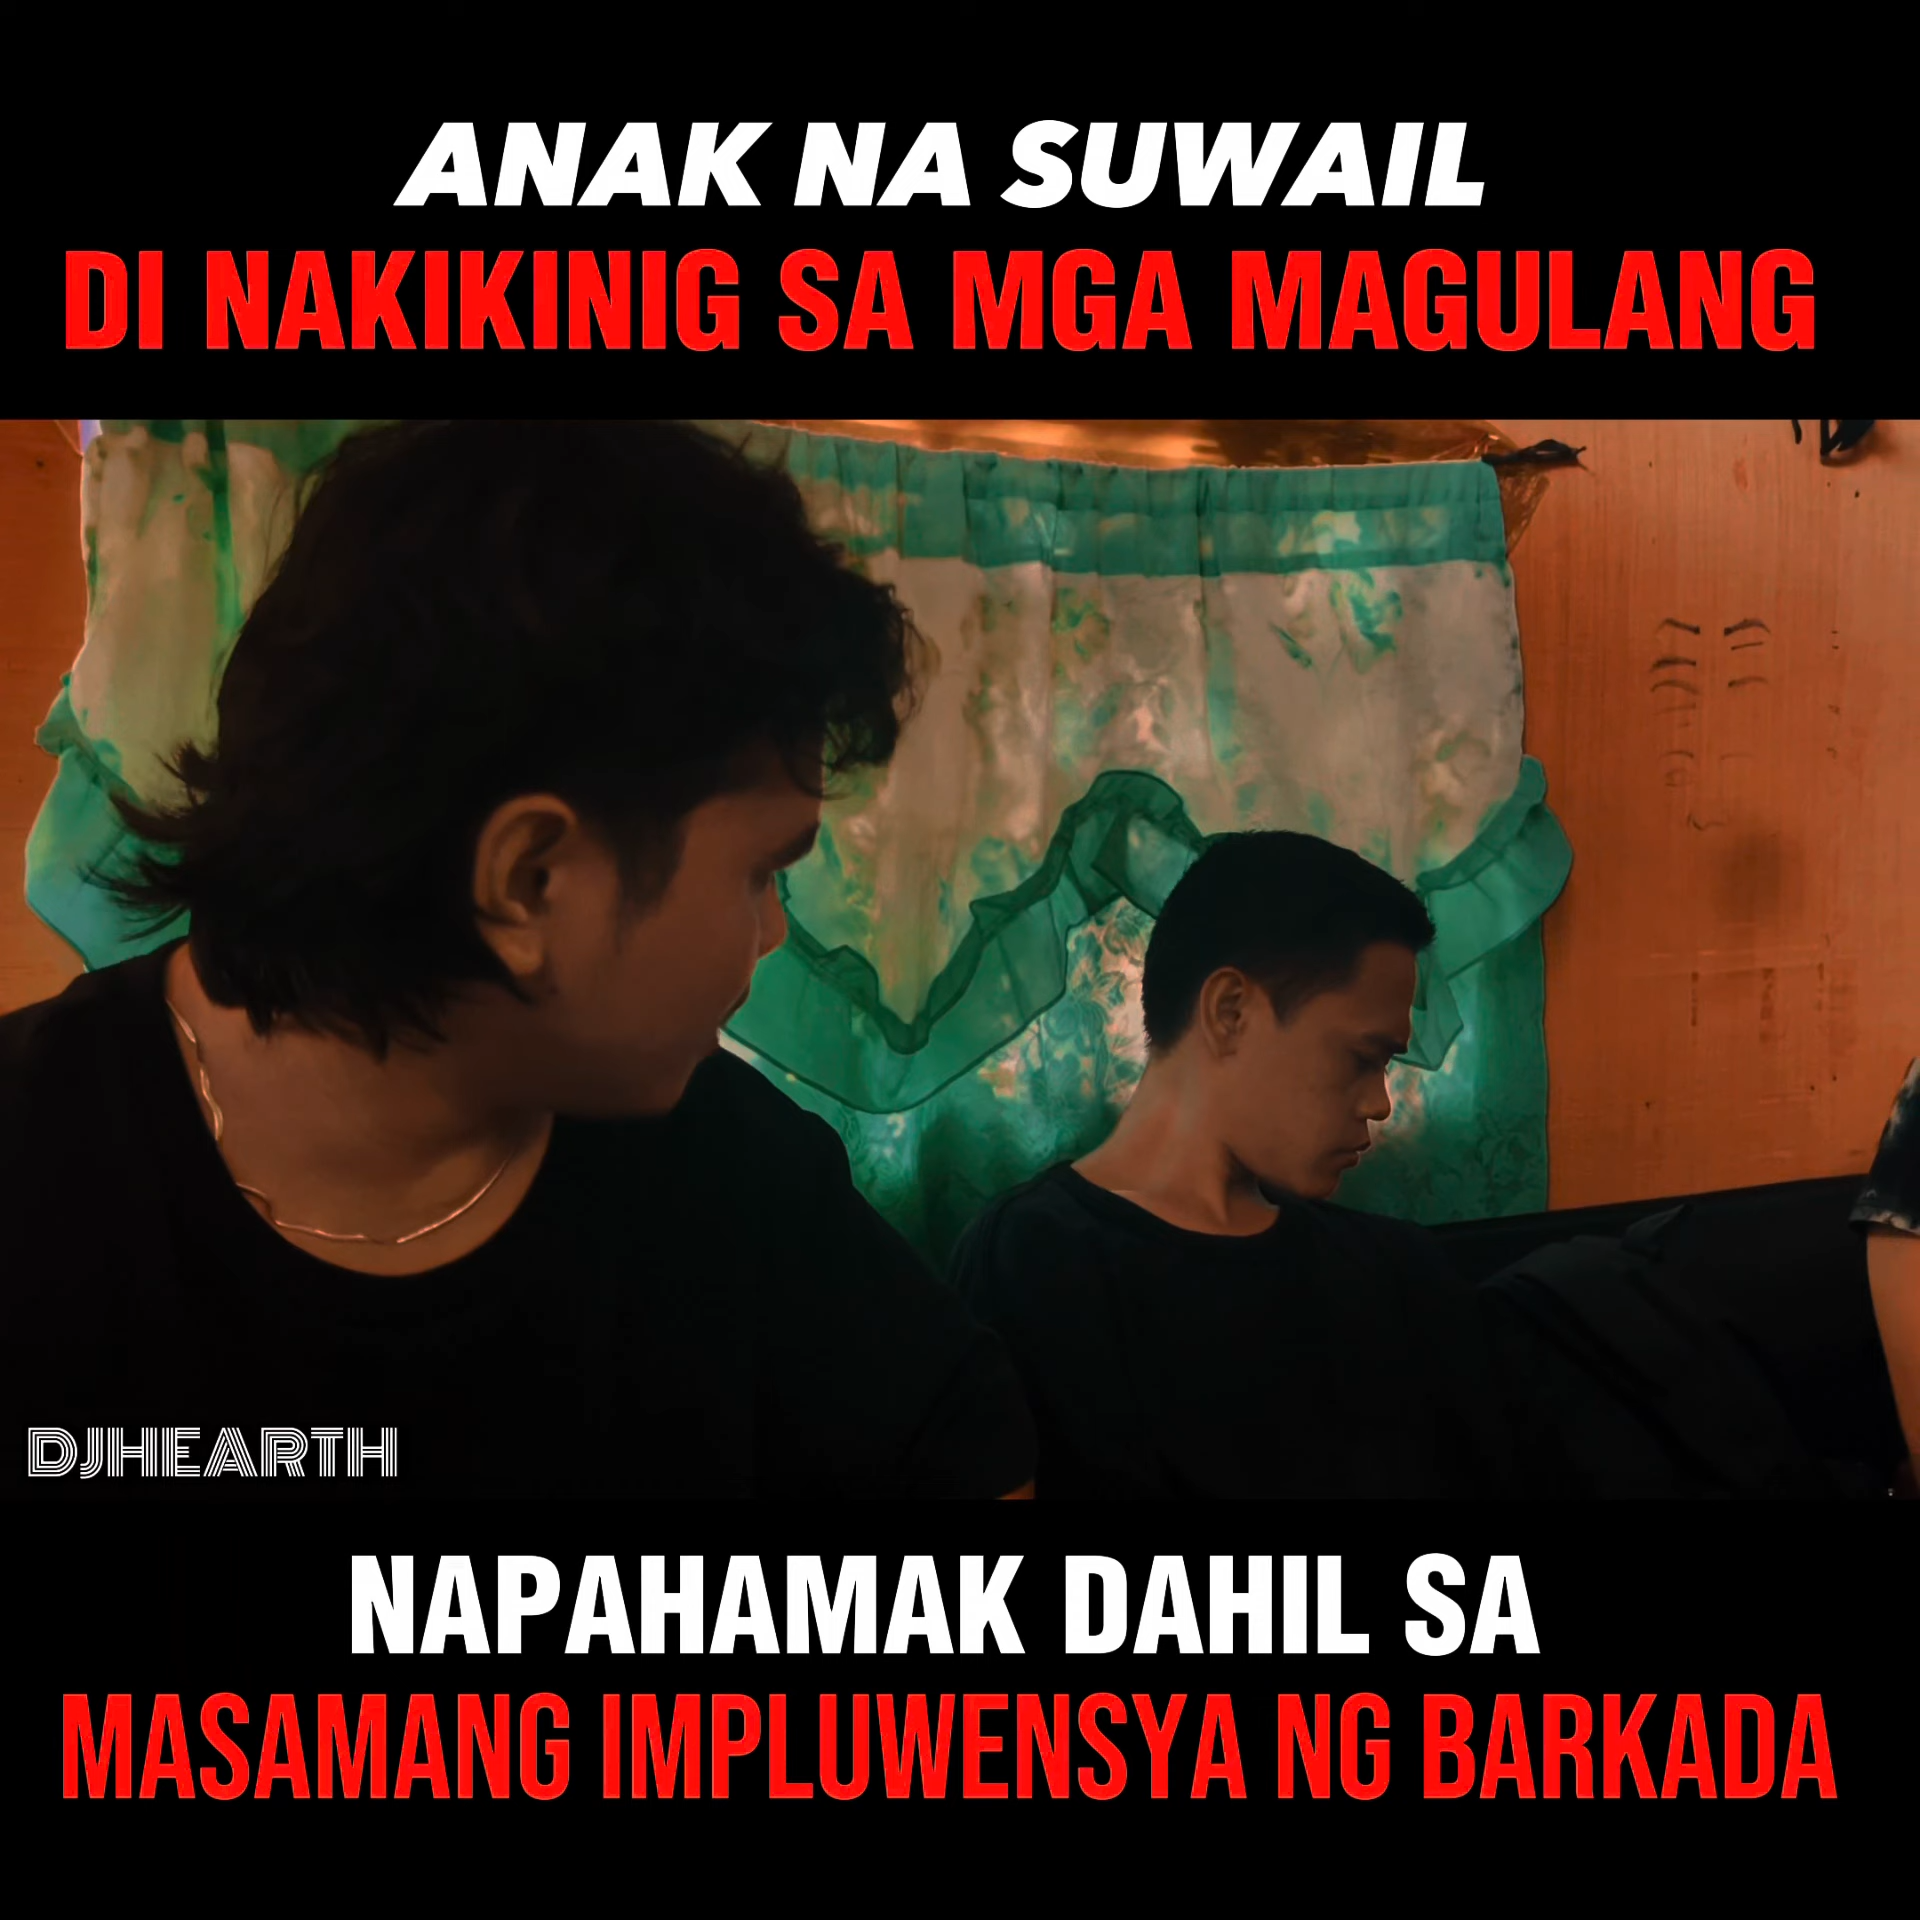 ANAK NA SUWAIL
DI NAKIKINIG SA MGA MAGULANG
DJHEARTH
NAPAHAMAK DAHIL SA
MASAMANG IMPLUWENSYA NG BARKADA